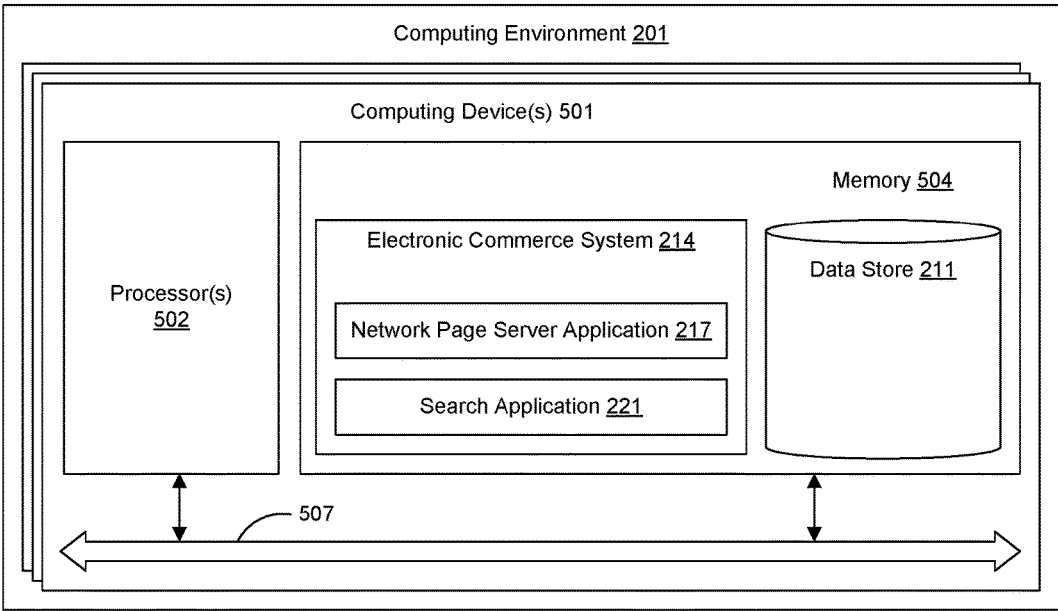 Computing Environment 201
Computing Device(s) 501
Memory 504
Electronic Commerce System 214
Data Store 211
Processor(s)
502
Network Page Server Application 217
Search Application 221
507